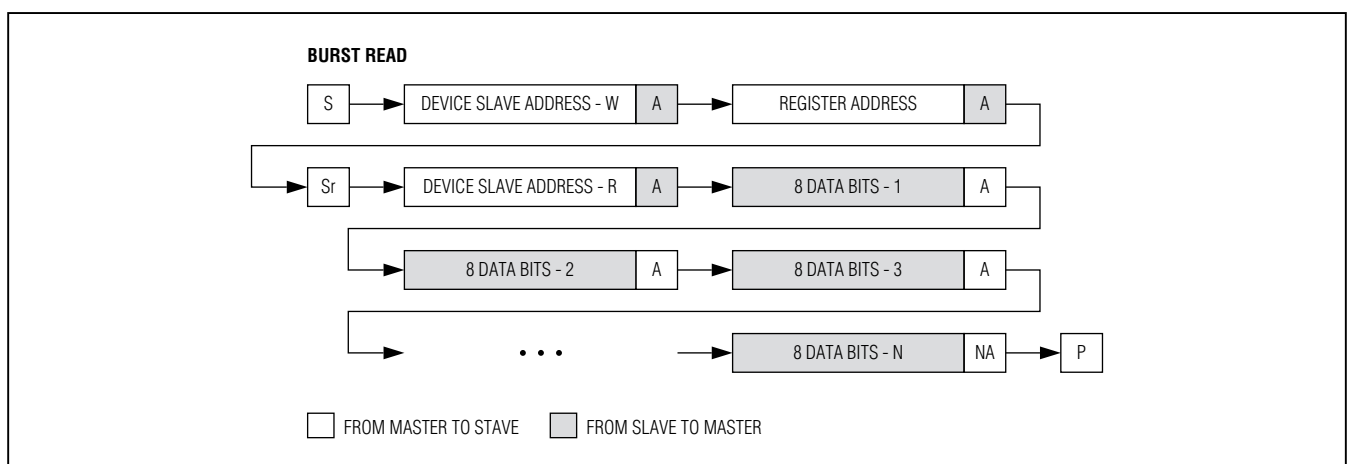 BURST READ
S DEVICE SLAVE ADDRESS - W A REGISTER ADDRESS A
Sr DEVICE SLAVE ADDRESS - R A 8 DATA BITS - 1 A
8 DATA BITS - 2 A 8 DATA BITS - 3 A
• • • 8 DATA BITS - N NA P
FROM MASTER TO STAVE FROM SLAVE TO MASTER